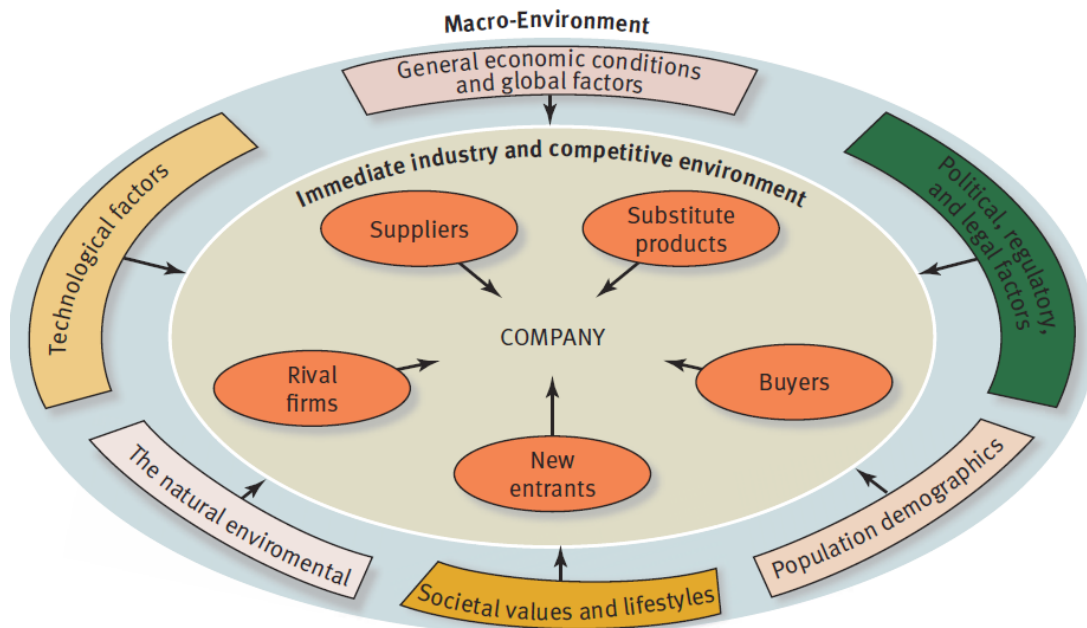 Macro-Environment
General economic conditions
and global factors
Immediate industry and competitive environment
Technological factors
Political, regulatory,
and legal factors
Suppliers
Substitute
products
COMPANY
Rival
firms
Buyers
New
entrants
The natural enviromental
Population demographics
Societal values and lifestyles